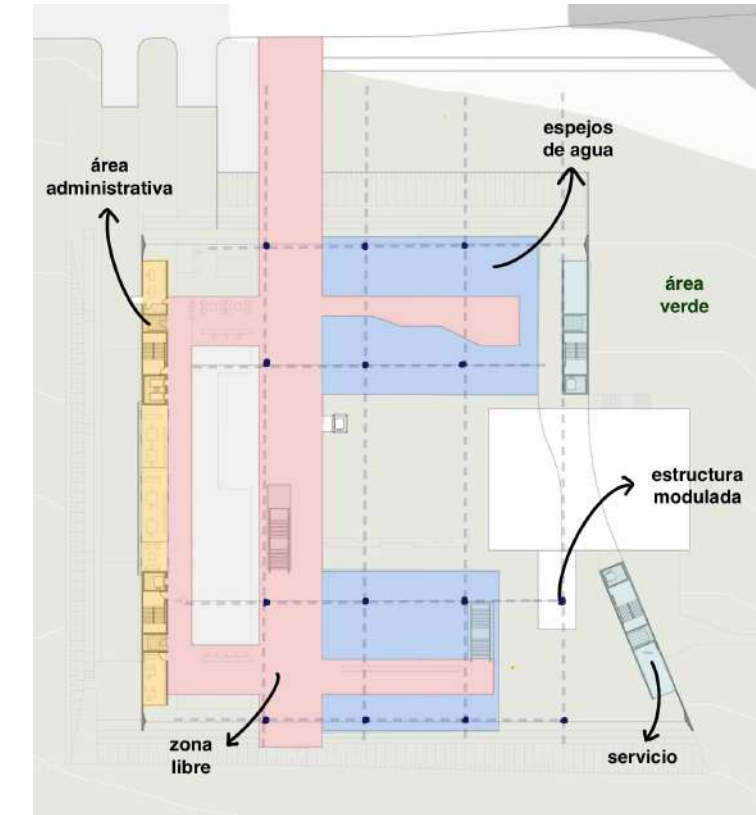 espejos
de agua
área
administrativa
área
verde
estructura
modulada
zona
libre
servicio